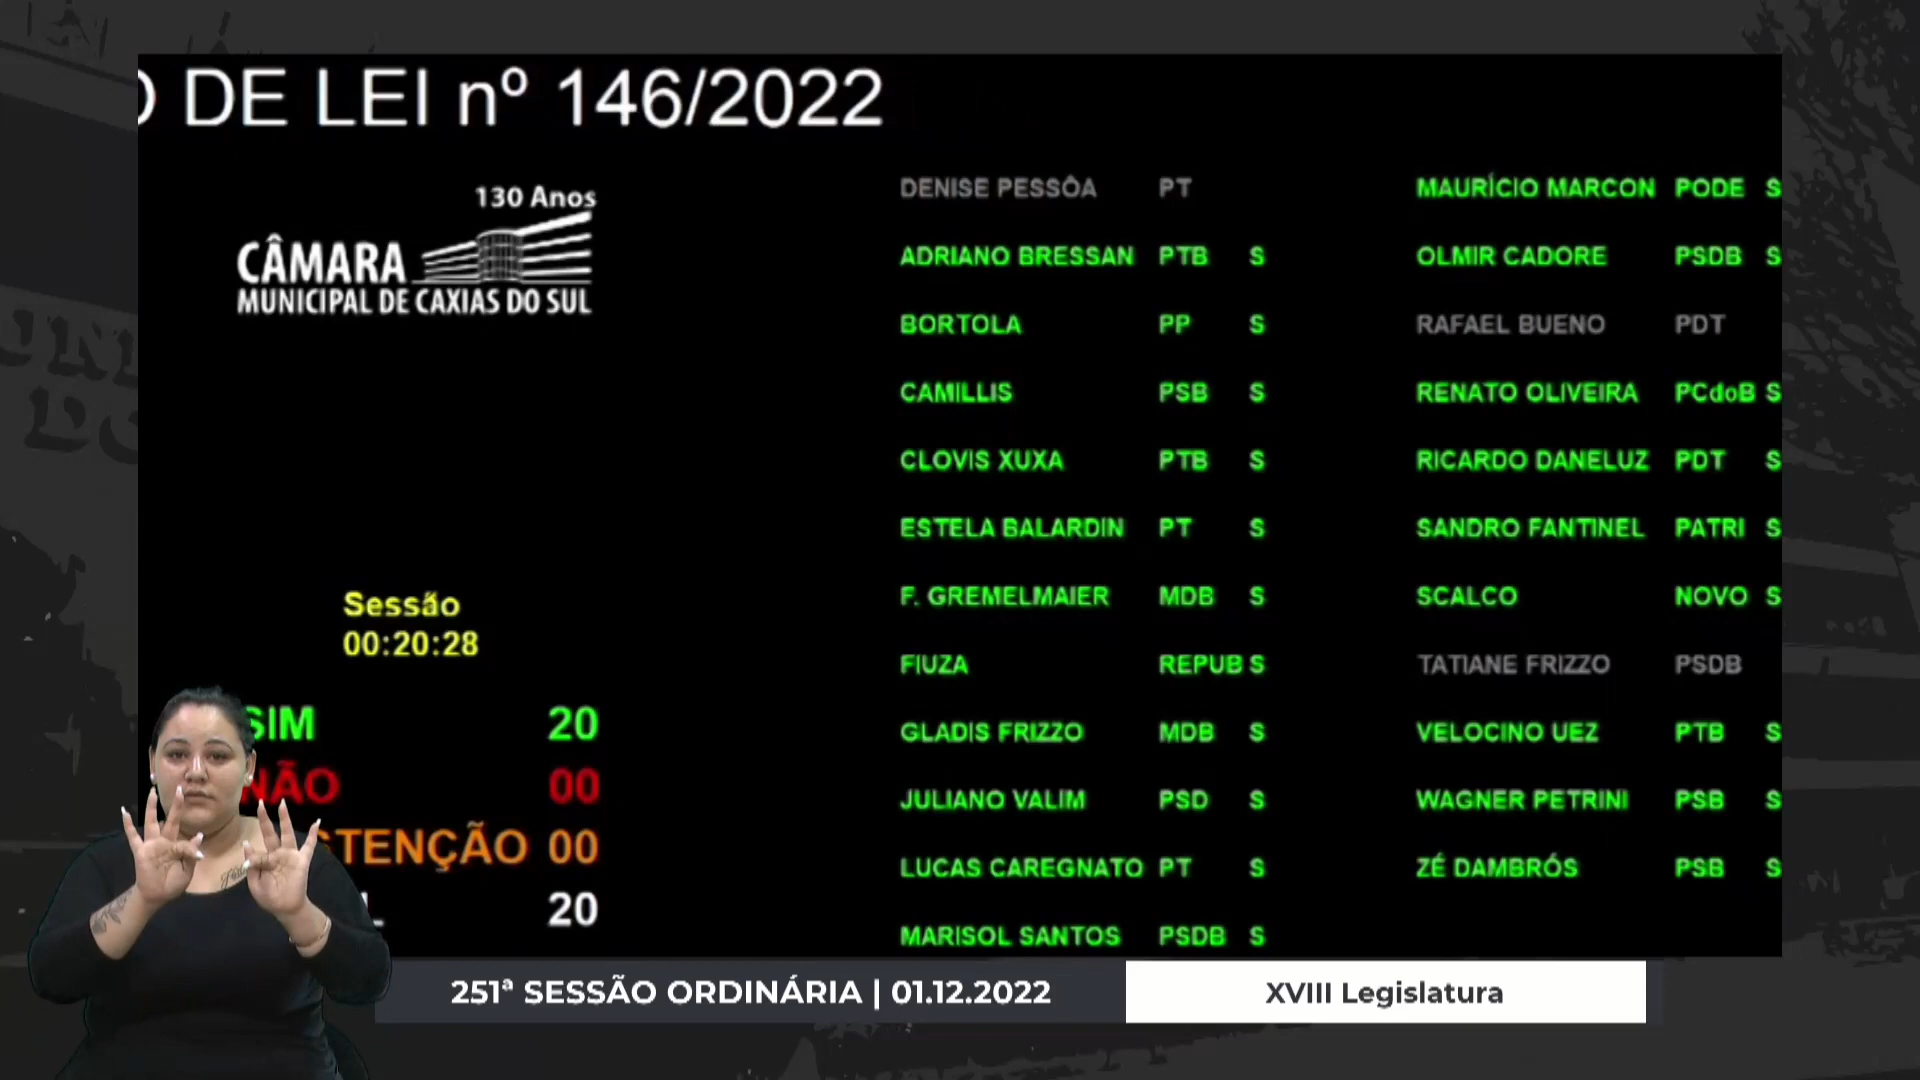 DE LEI nº 146/2022
130 Anos
CÂMARA
MUNICIPAL DE CAXIAS DO SUL
Sessão
00:20:28
SIM 20
NÃO 00
STENÇÃO 00
L 20
DENISE PESSÔA PT
ADRIANO BRESSAN PTB S
BORTOLA PP S
CAMILLIS PSB S
CLOVIS XUXA PTB S
ESTELA BALARDIN PT S
F. GREMELMAIER MDB S
FIUZA REPUB S
GLADIS FRIZZO MDB S
JULIANO VALIM PSD S
LUCAS CAREGNATO PT S
MARISOL SANTOS PSDB S
MAURÍCIO MARCON PODE S
OLMIR CADORE PSDB S
RAFAEL BUENO PDT
RENATO OLIVEIRA PCdoB S
RICARDO DANELUZ PDT S
SANDRO FANTINEL PATRI S
SCALCO NOVO S
TATIANE FRIZZO PSDB
VELOCINO UEZ PTB S
WAGNER PETRINI PSB S
ZÉ DAMBRÓS PSB S
251ª SESSÃO ORDINÁRIA | 01.12.2022
XVIII Legislatura